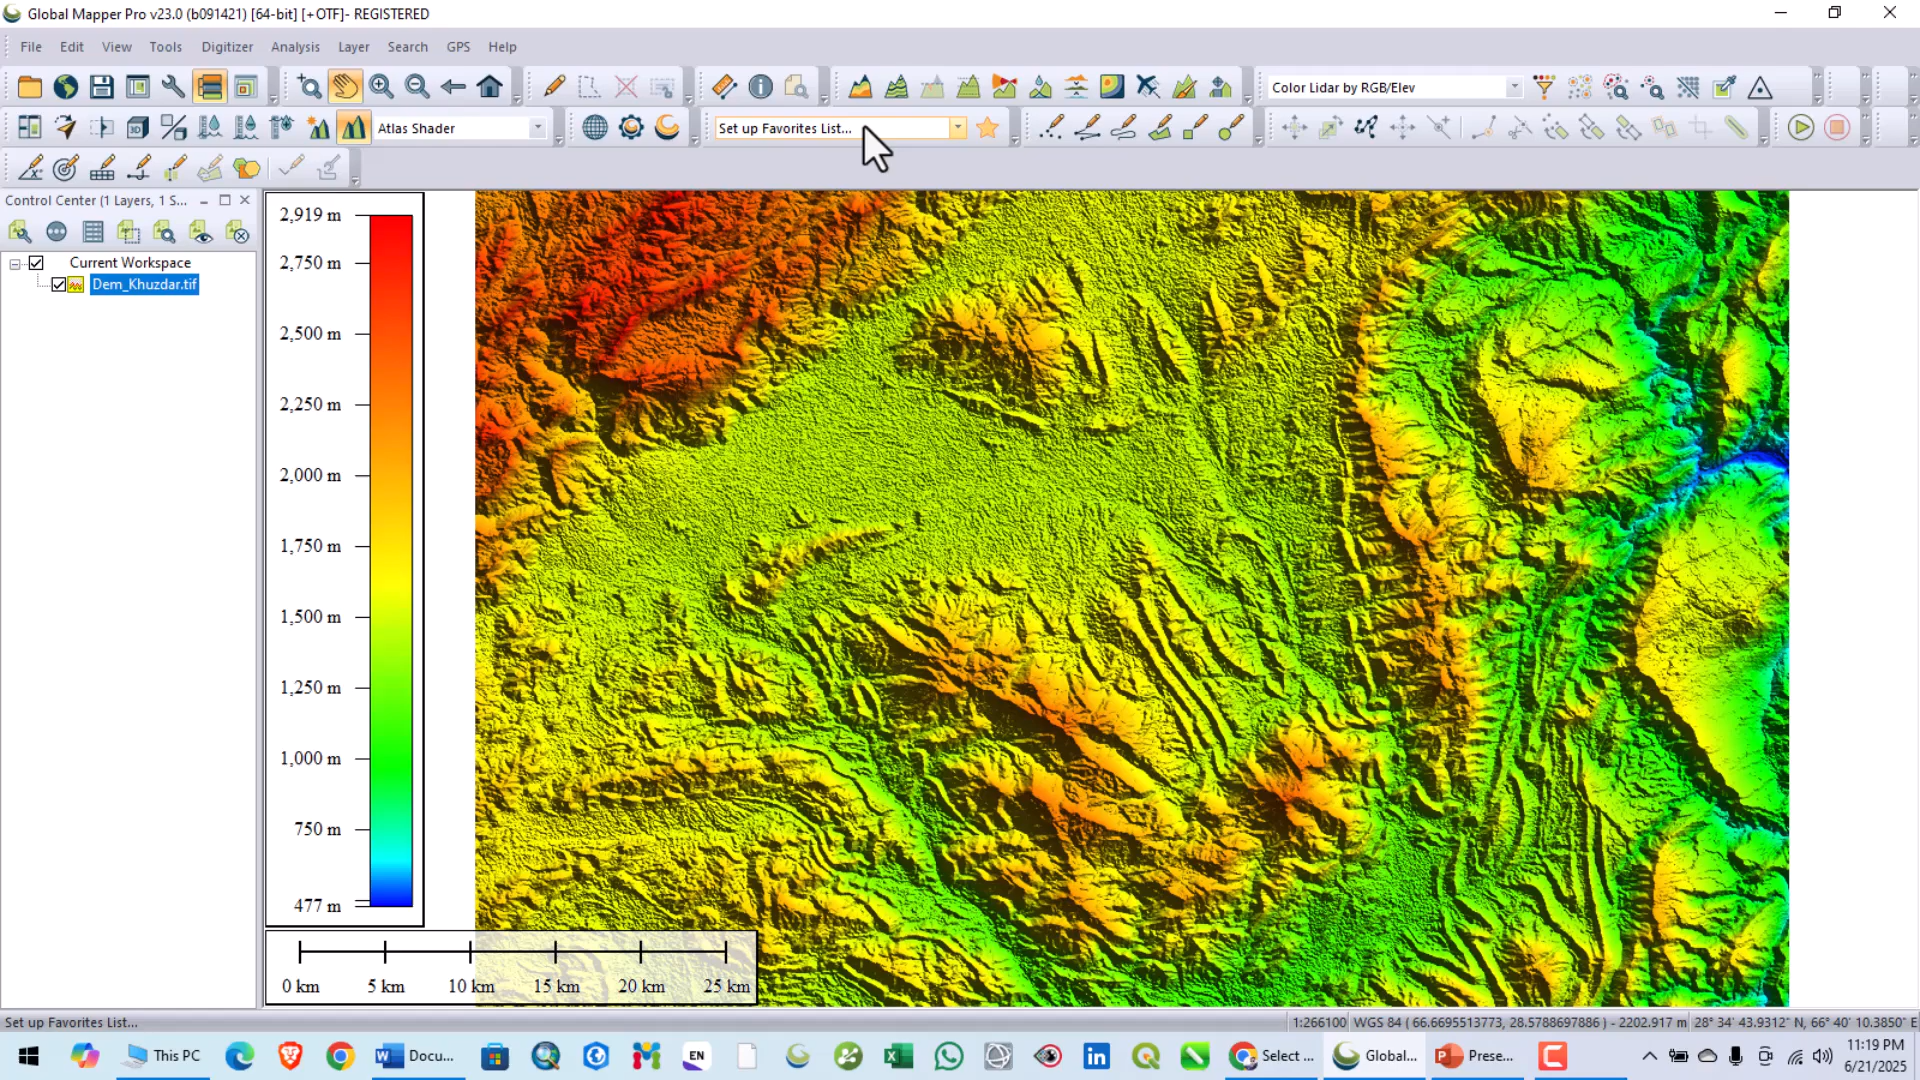 Global Mapper Pro v23.0 (b091421) [64-bit] [+OTF]- REGISTERED
File Edit View Tools Digitizer Analysis Layer Search GPS Help
Color Lidar by RGB/Elev
Atlas Shader
Set up Favorites List...
Control Center (1 Layers, 1 S...
Current Workspace
Dem_Khuzdar.tif
2,919 m
2,750 m
2,500 m
2,250 m
2,000 m
1,750 m
1,500 m
1,250 m
1,000 m
750 m
477 m
0 km 5 km 10 km 15 km 20 km 25 km
Set up Favorites List...
1:266100 WGS 84 ( 66.6695513773, 28.5788697886 ) - 2202.917 m 28° 34' 43.9312" N, 66° 40' 10.3850" E
This PC
Docu...
EN
Select ...
Global...
Prese...
11:19 PM
6/21/2025